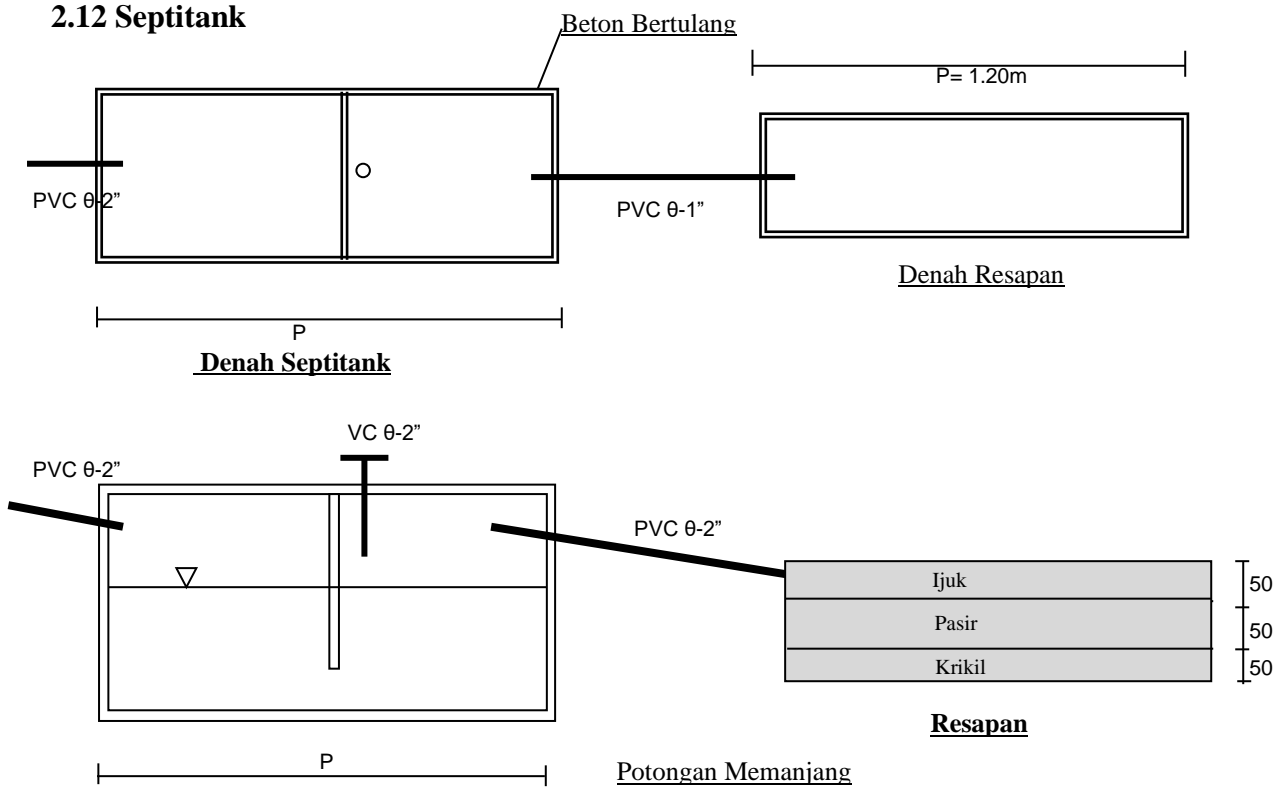 2.12 Septitank
Beton Bertulang
P= 1.20m
PVC θ-2”
PVC θ-1”
Denah Resapan
P
Denah Septitank
VC θ-2”
PVC θ-2”
PVC θ-2”
Ijuk
50
Pasir
50
Krikil
50
Resapan
P
Potongan Memanjang